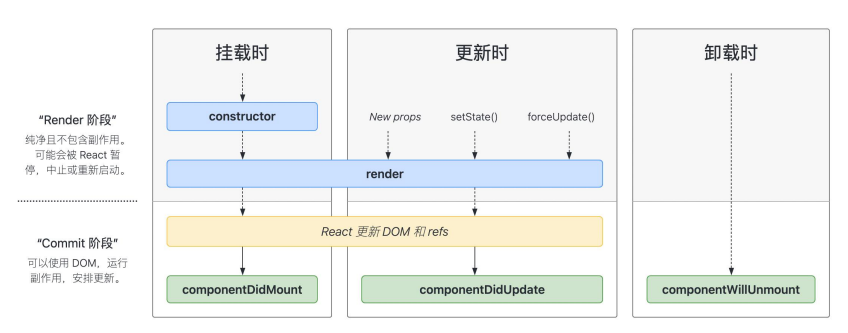 挂载时
更新时
卸载时
“Render 阶段”
纯净且不包含副作用。
可能会被 React 暂
停，中止或重新启动。
constructor
New props
setState()
forceUpdate()
render
“Commit 阶段”
可以使用 DOM，运行
副作用，安排更新。
React 更新 DOM 和 refs
componentDidMount
componentDidUpdate
componentWillUnmount